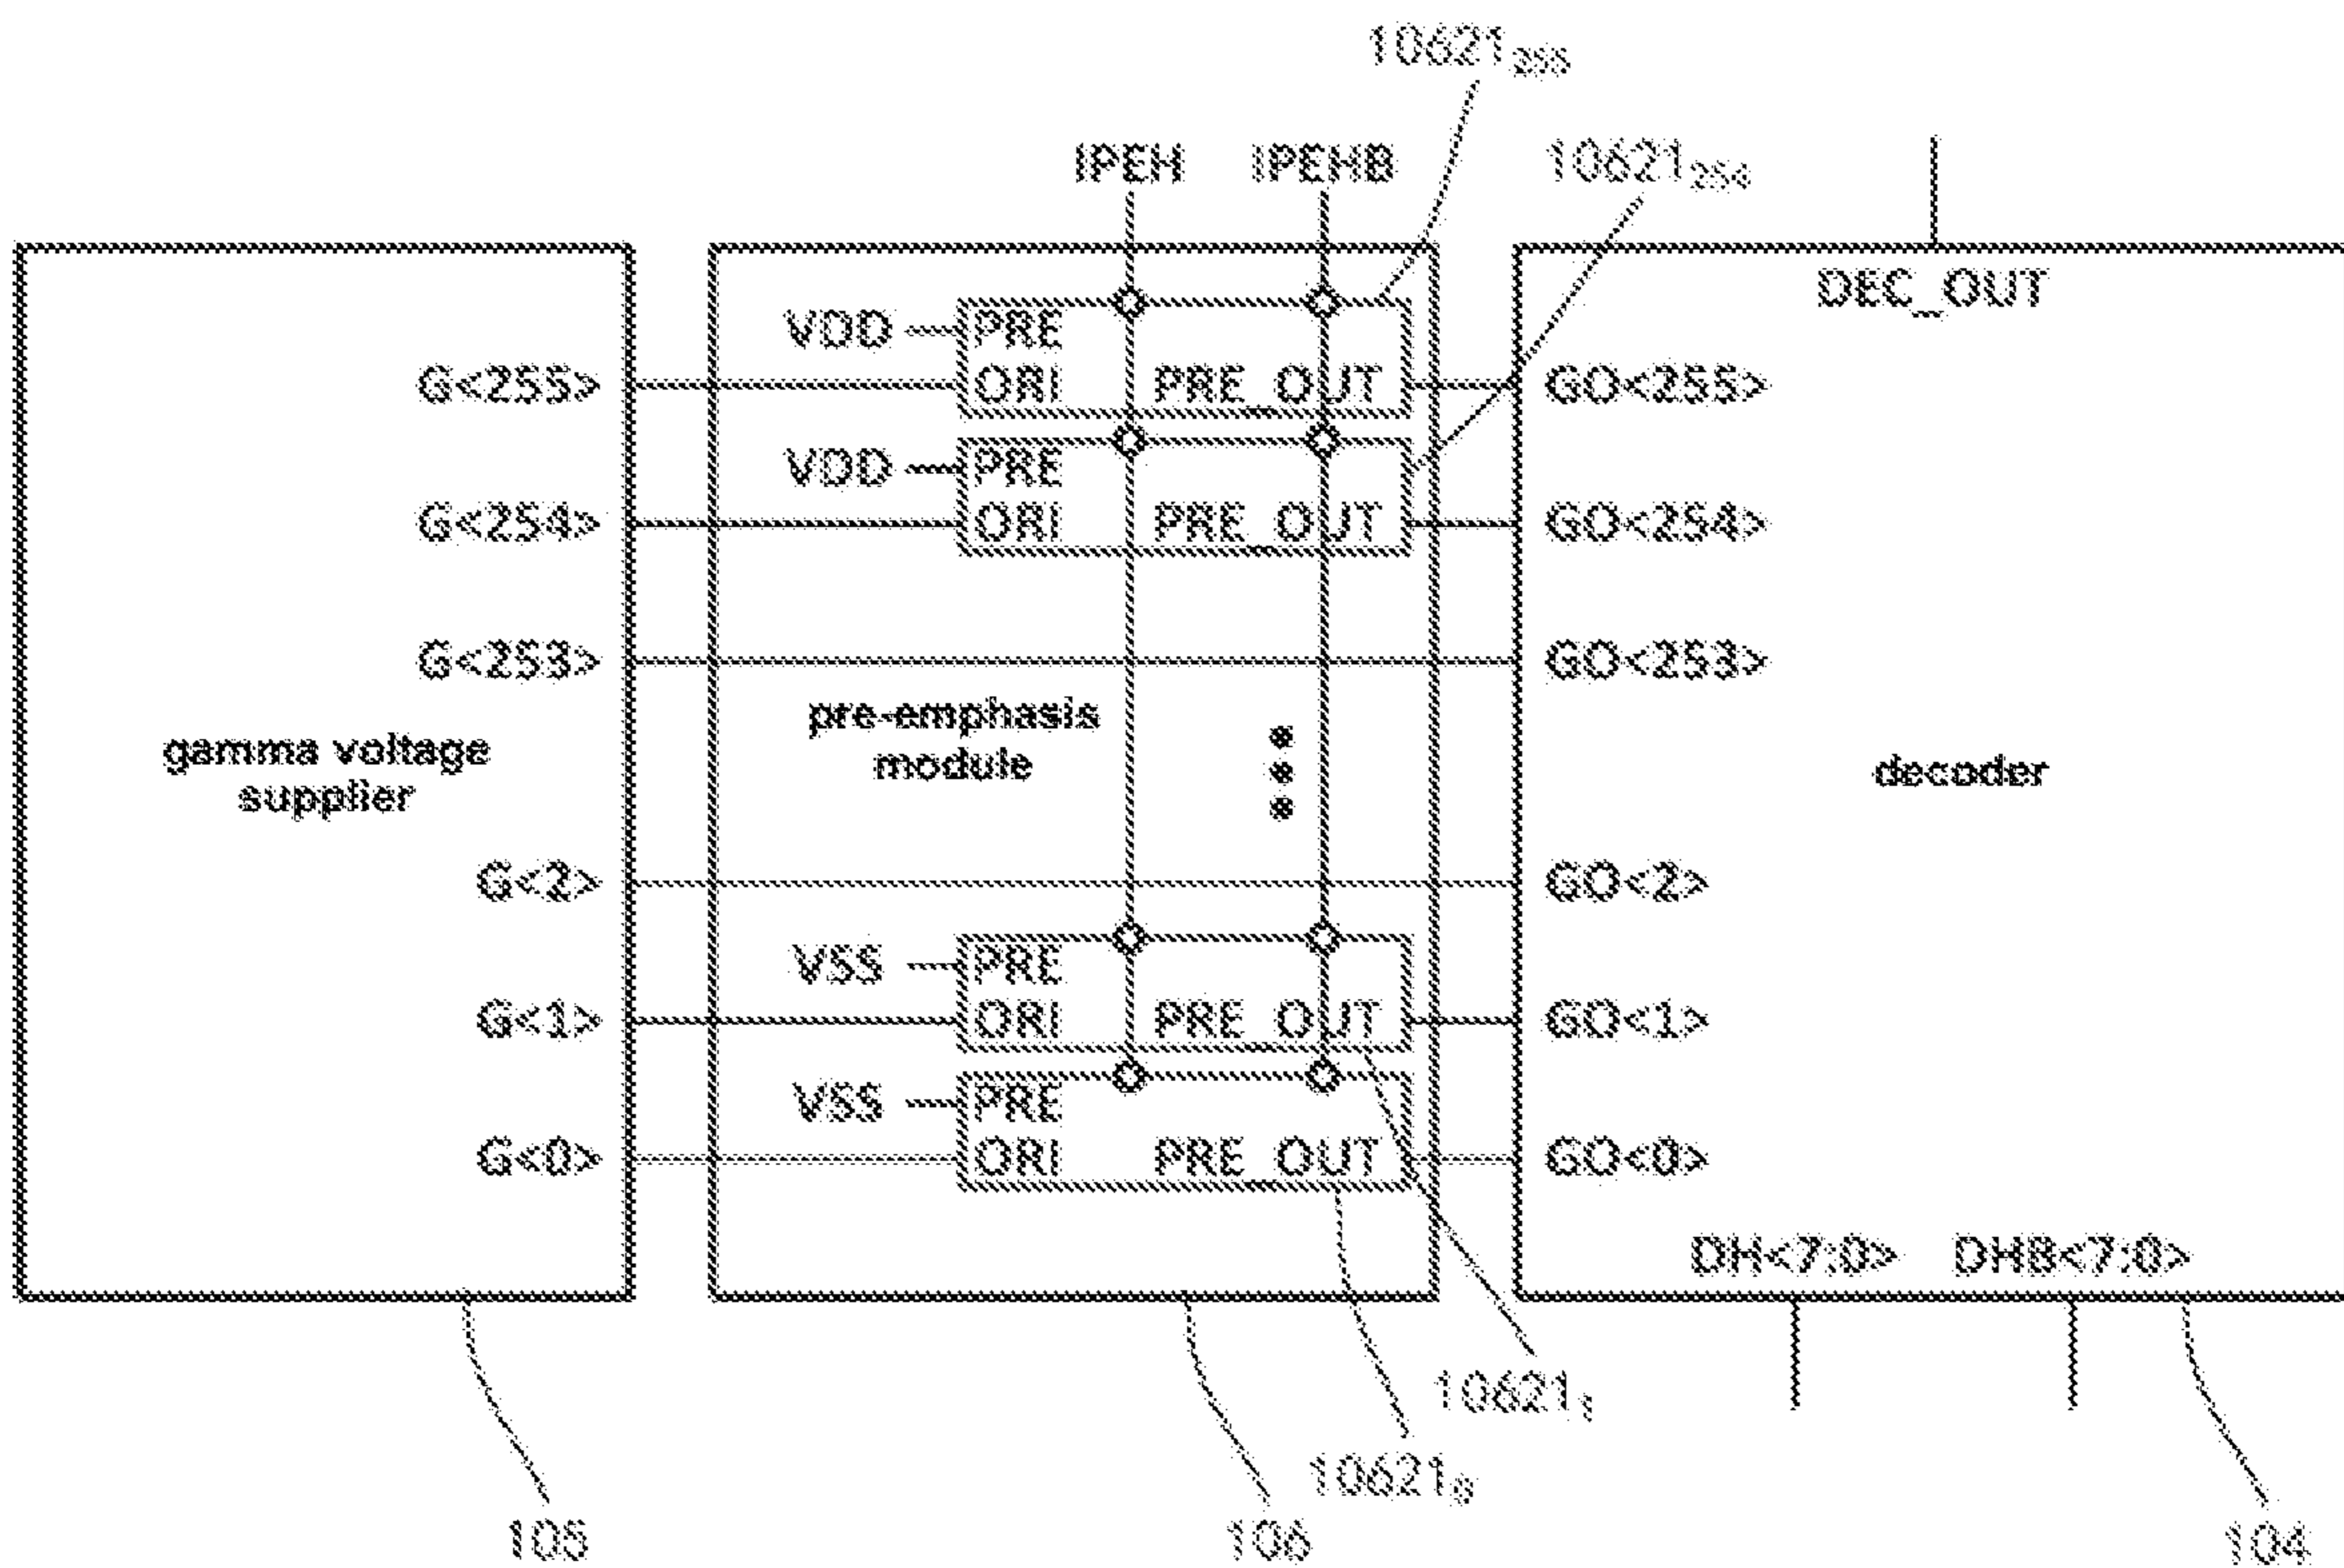 10621₂₅₅
IPEH IPEHB 10621₂₅₄
DEC_OUT
VDD PRE
G<255> ORI PRE_OUT GO<255>
VDD PRE
G<254> ORI PRE_OUT GO<254>
G<253> GO<253>
pre-emphasis
module
gamma voltage
supplier
decoder
G<2> GO<2>
VSS PRE
G<1> ORI PRE_OUT GO<1>
VSS PRE
G<0> ORI PRE_OUT GO<0>
DH<7:0> DHB<7:0>
10621₁
10621₀
105 106 104